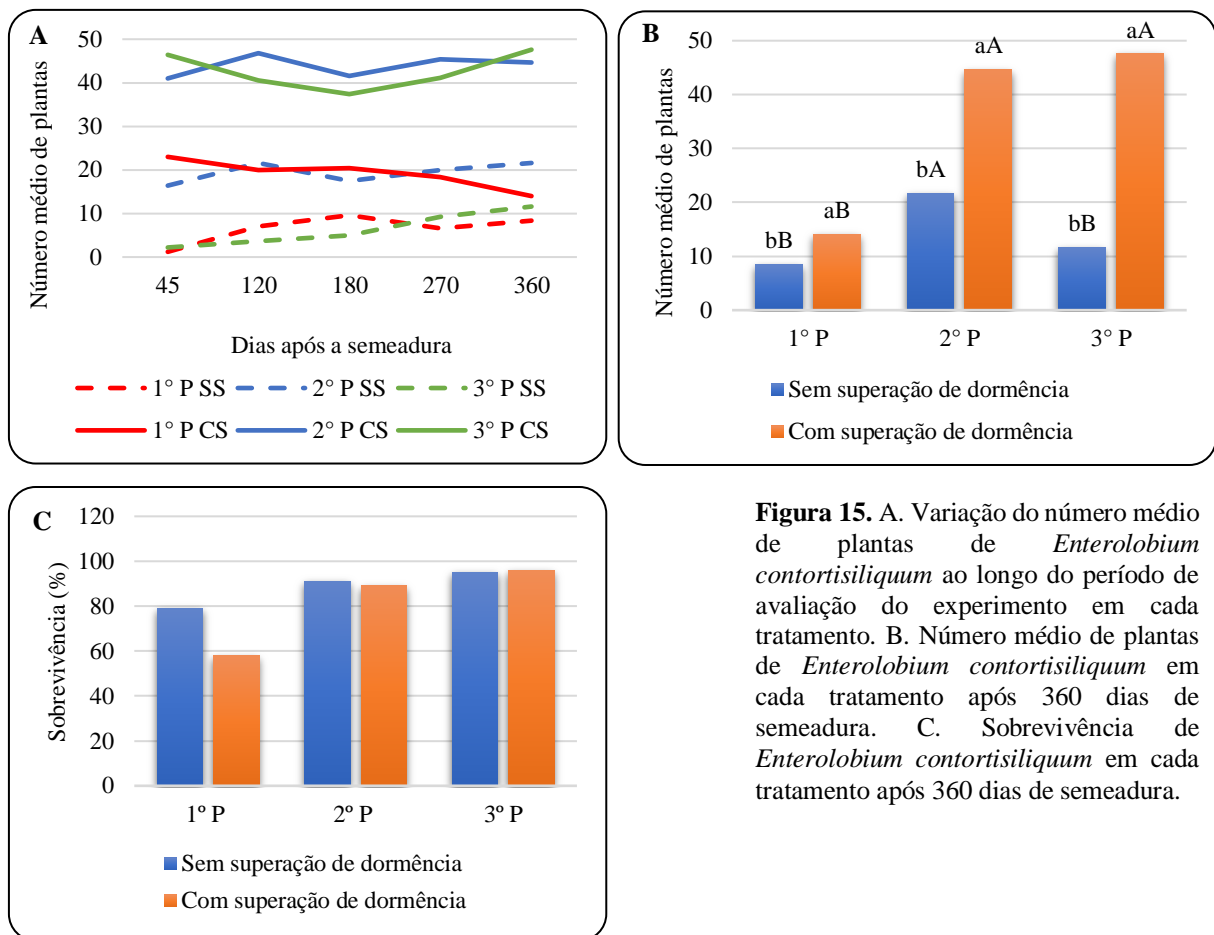 A
50
40
30
20
10
0
Número médio de plantas
45 120 180 270 360
Dias após a semeadura
1° P SS 2° P SS 3° P SS
1° P CS 2° P CS 3° P CS
B
50
40
30
20
10
0
Número médio de plantas
bB aB bA aA bB aA
1° P 2° P 3° P
Sem superação de dormência
Com superação de dormência
C
120
100
80
60
40
20
0
Sobrevivência (%)
1º P 2º P 3º P
Sem superação de dormência
Com superação de dormência
Figura 15. A. Variação do número médio
de plantas de Enterolobium
contortisiliquum ao longo do período de
avaliação do experimento em cada
tratamento. B. Número médio de plantas
de Enterolobium contortisiliquum em
cada tratamento após 360 dias de
semeadura. C. Sobrevivência de
Enterolobium contortisiliquum em cada
tratamento após 360 dias de semeadura.